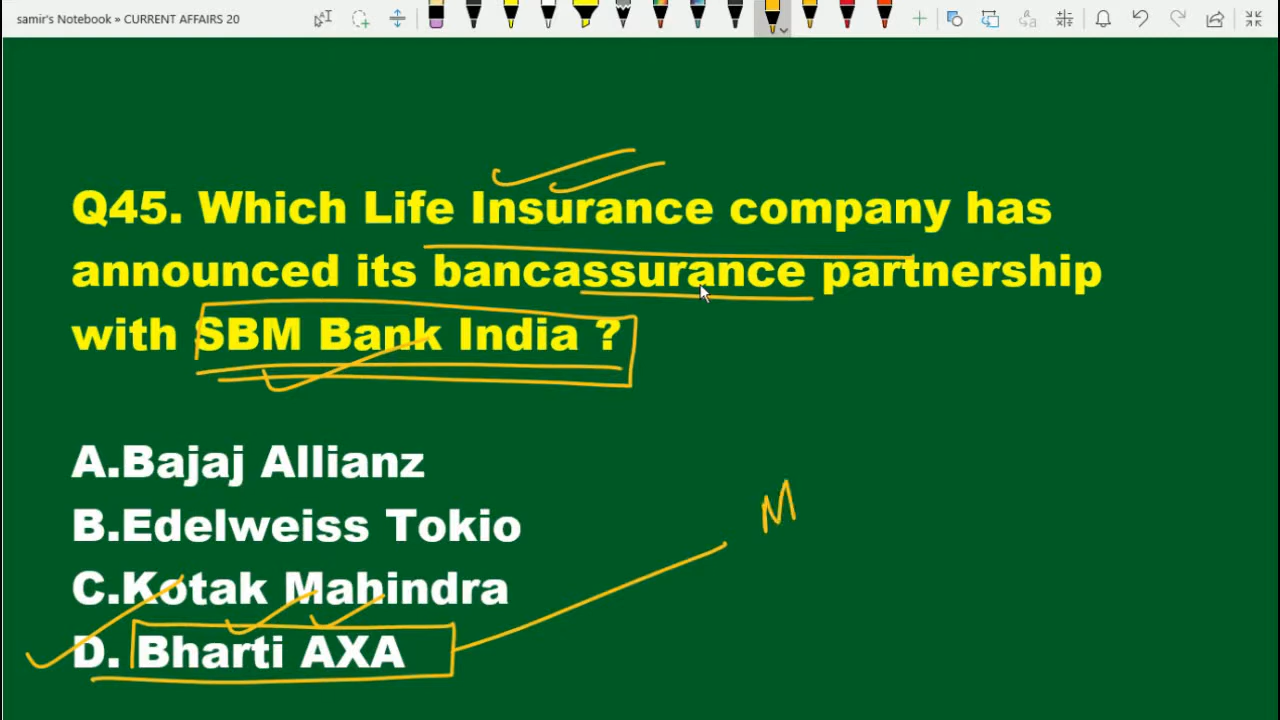 samir's Notebook » CURRENT AFFAIRS 20
Q45. Which Life Insurance company has
announced its bancassurance partnership
with SBM Bank India ?
A.Bajaj Allianz
B.Edelweiss Tokio
M
C.Kotak Mahindra
D. Bharti AXA